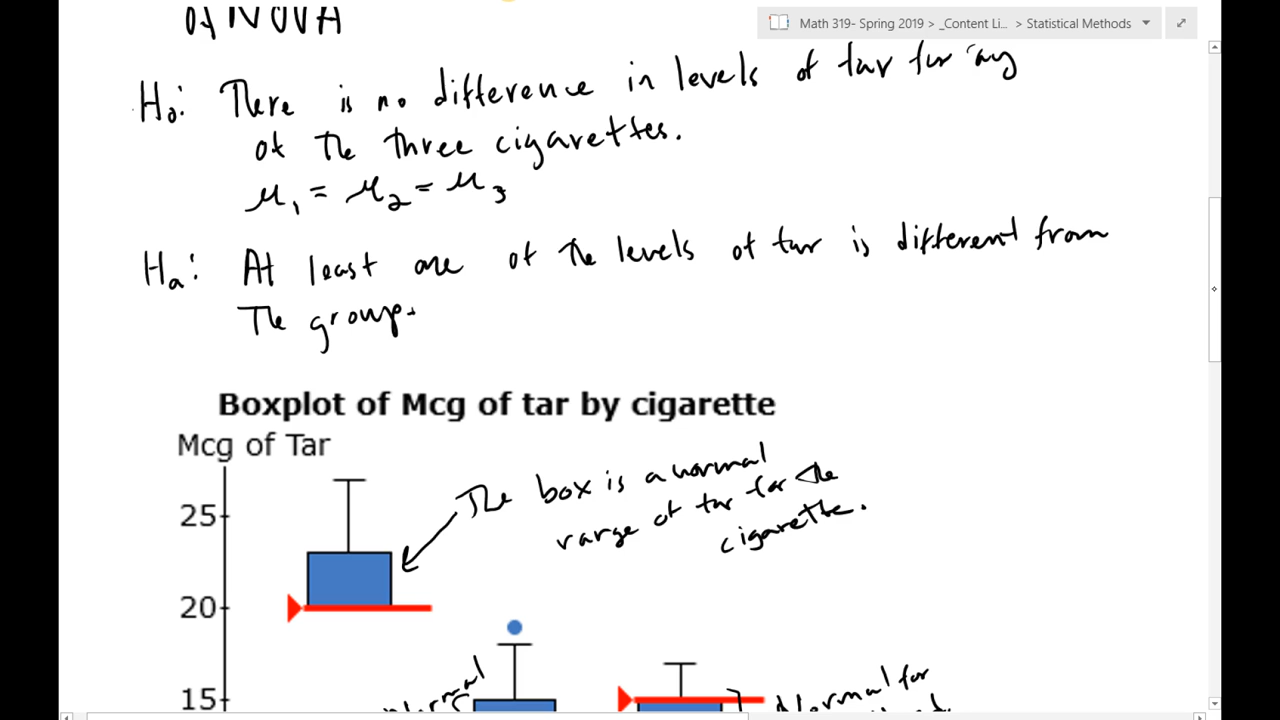 ANOVA
Math 319- Spring 2019 > _Content Li... > Statistical Methods
H₀: There is no difference in levels of tar for any
of the three cigarettes.
μ₁ = μ₂ = μ₃
Hₐ: At least one of the levels of tar is different from
The group.
Boxplot of Mcg of tar by cigarette
Mcg of Tar
The box is a normal
range of tar for the
cigarette.
25
20
15
Normal for